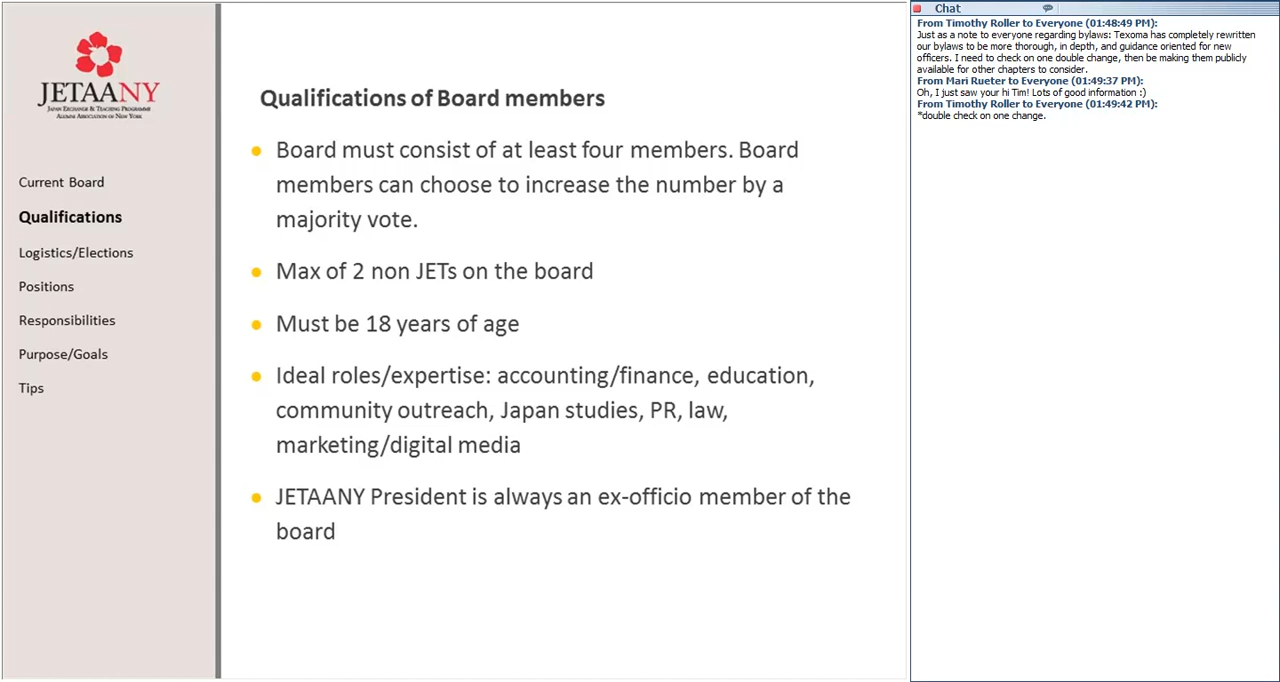 JETAANY
JAPAN EXCHANGE & TEACHING PROGRAMME
ALUMNI ASSOCIATION OF NEW YORK
Current Board
Qualifications
Logistics/Elections
Positions
Responsibilities
Purpose/Goals
Tips
Qualifications of Board members
Board must consist of at least four members. Board
members can choose to increase the number by a
majority vote.
Max of 2 non JETs on the board
Must be 18 years of age
Ideal roles/expertise: accounting/finance, education,
community outreach, Japan studies, PR, law,
marketing/digital media
JETAANY President is always an ex-officio member of the
board
Chat
From Timothy Roller to Everyone (01:48:49 PM):
Just as a note to everyone regarding bylaws: Texoma has completely rewritten
our bylaws to be more thorough, in depth, and guidance oriented for new
officers. I need to check on one double change, then be making them publicly
available for other chapters to consider.
From Mari Rueter to Everyone (01:49:37 PM):
Oh, I just saw your hi Tim! Lots of good information :)
From Timothy Roller to Everyone (01:49:42 PM):
*double check on one change.